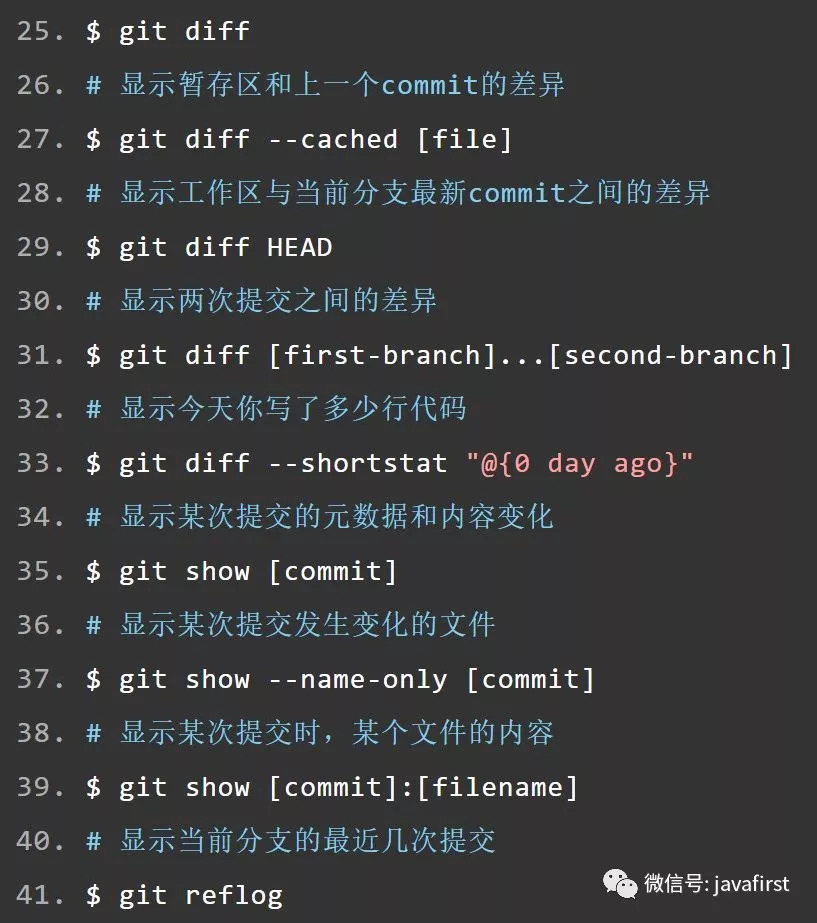 25. $ git diff
26. # 显示暂存区和上一个commit的差异
27. $ git diff --cached [file]
28. # 显示工作区与当前分支最新commit之间的差异
29. $ git diff HEAD
30. # 显示两次提交之间的差异
31. $ git diff [first-branch]...[second-branch]
32. # 显示今天你写了多少行代码
33. $ git diff --shortstat "@{0 day ago}"
34. # 显示某次提交的元数据和内容变化
35. $ git show [commit]
36. # 显示某次提交发生变化的文件
37. $ git show --name-only [commit]
38. # 显示某次提交时，某个文件的内容
39. $ git show [commit]:[filename]
40. # 显示当前分支的最近几次提交
41. $ git reflog
微信号: javafirst